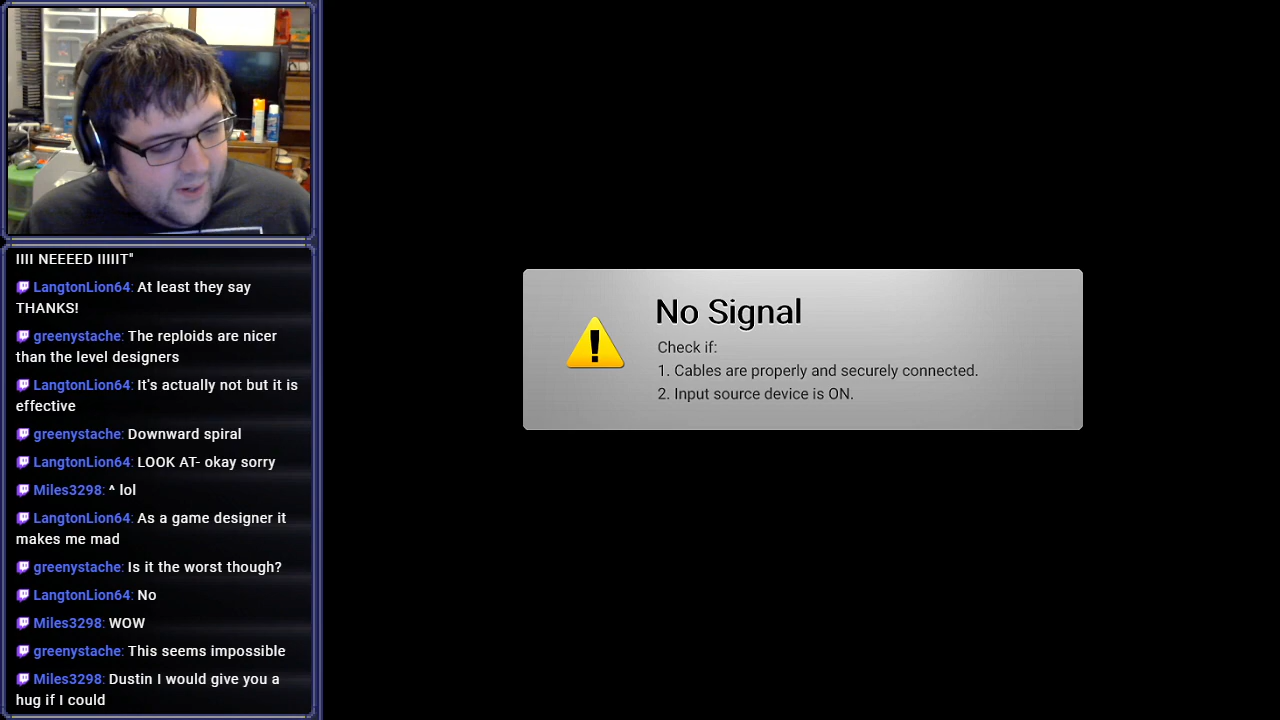 IIII NEEEED IIIIIT"
LangtonLion64: At least they say
THANKS!
greenystache: The reploids are nicer
than the level designers
LangtonLion64: It's actually not but it is
effective
greenystache: Downward spiral
LangtonLion64: LOOK AT- okay sorry
Miles3298: ^ lol
LangtonLion64: As a game designer it
makes me mad
greenystache: Is it the worst though?
LangtonLion64: No
Miles3298: WOW
greenystache: This seems impossible
Miles3298: Dustin I would give you a
hug if I could
No Signal
Check if:
1. Cables are properly and securely connected.
2. Input source device is ON.